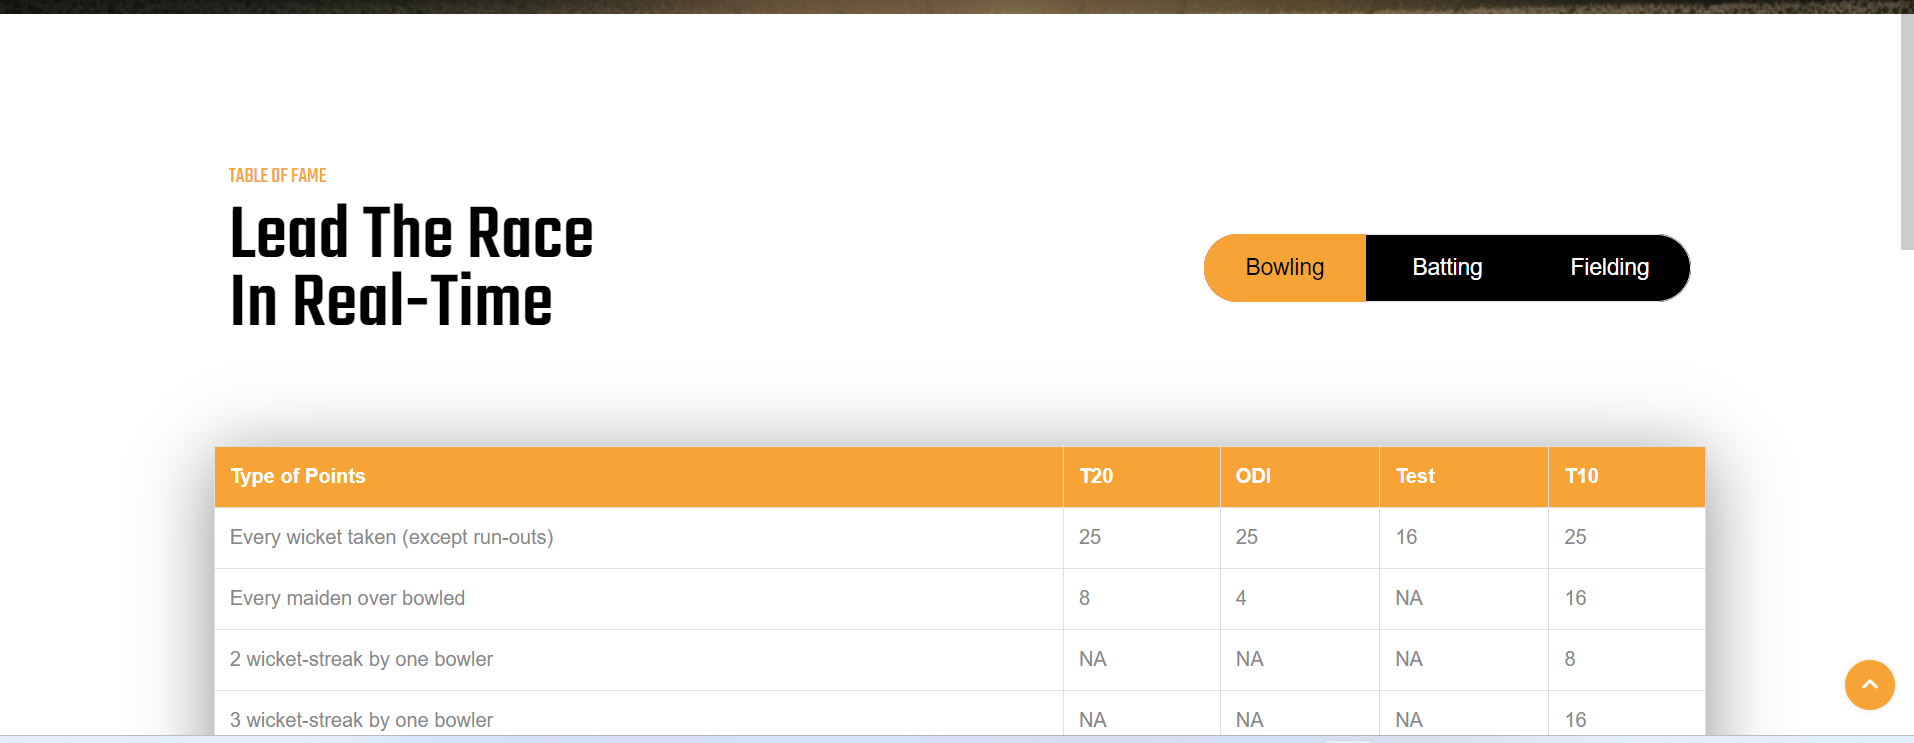 TABLE OF FAME
Lead The Race
In Real-Time
Bowling Batting Fielding
Type of Points T20 ODI Test T10
Every wicket taken (except run-outs) 25 25 16 25
Every maiden over bowled 8 4 NA 16
2 wicket-streak by one bowler NA NA NA 8
3 wicket-streak by one bowler NA NA NA 16